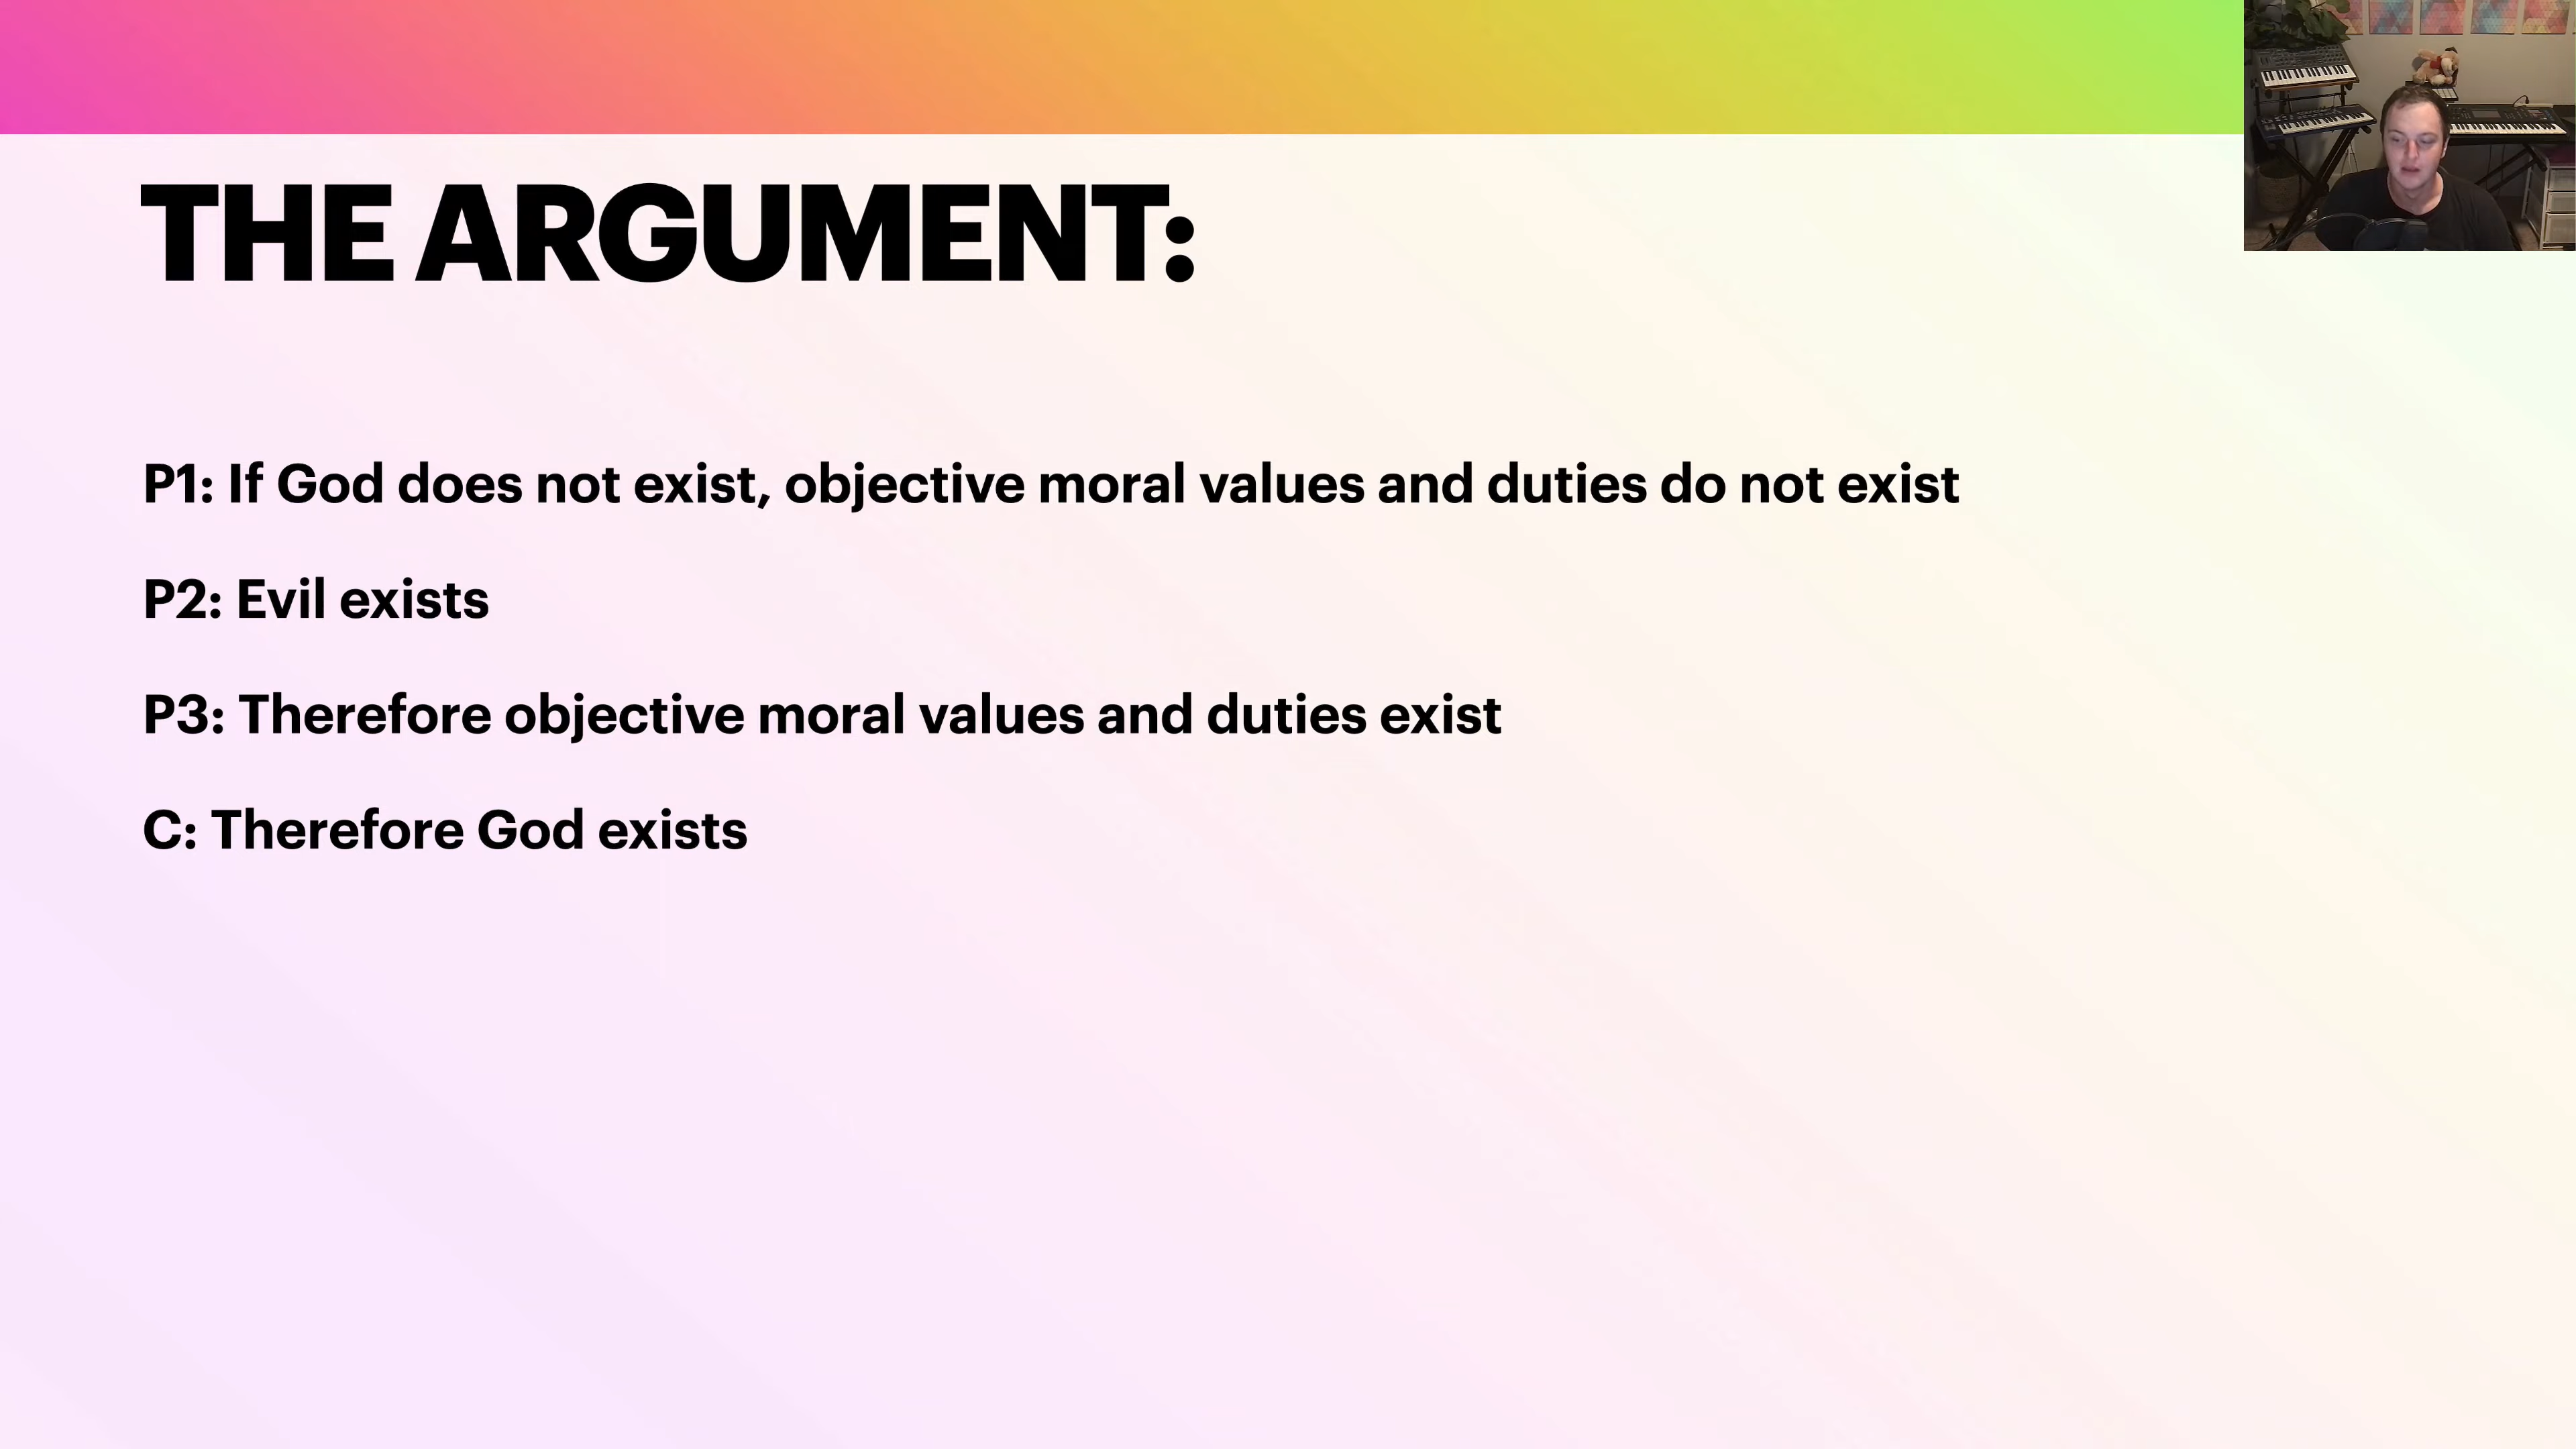 THE ARGUMENT:
P1: If God does not exist, objective moral values and duties do not exist
P2: Evil exists
P3: Therefore objective moral values and duties exist
C: Therefore God exists